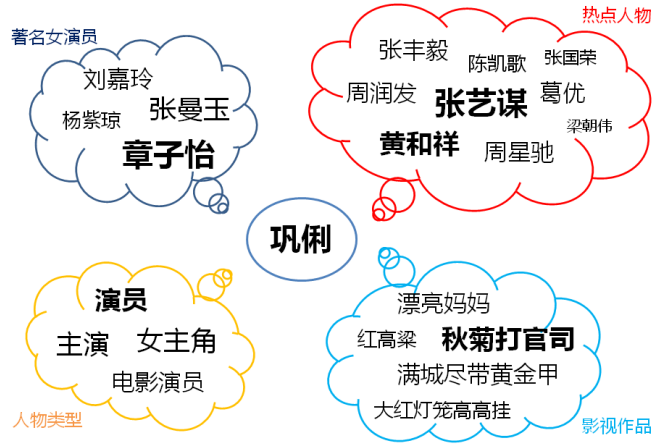 著名女演员
刘嘉玲
杨紫琼
张曼玉
章子怡
热点人物
张丰毅
陈凯歌
张国荣
周润发
张艺谋
葛优
梁朝伟
黄和祥
周星驰
巩俐
演员
主演
女主角
电影演员
人物类型
漂亮妈妈
红高粱
秋菊打官司
满城尽带黄金甲
大红灯笼高高挂
影视作品